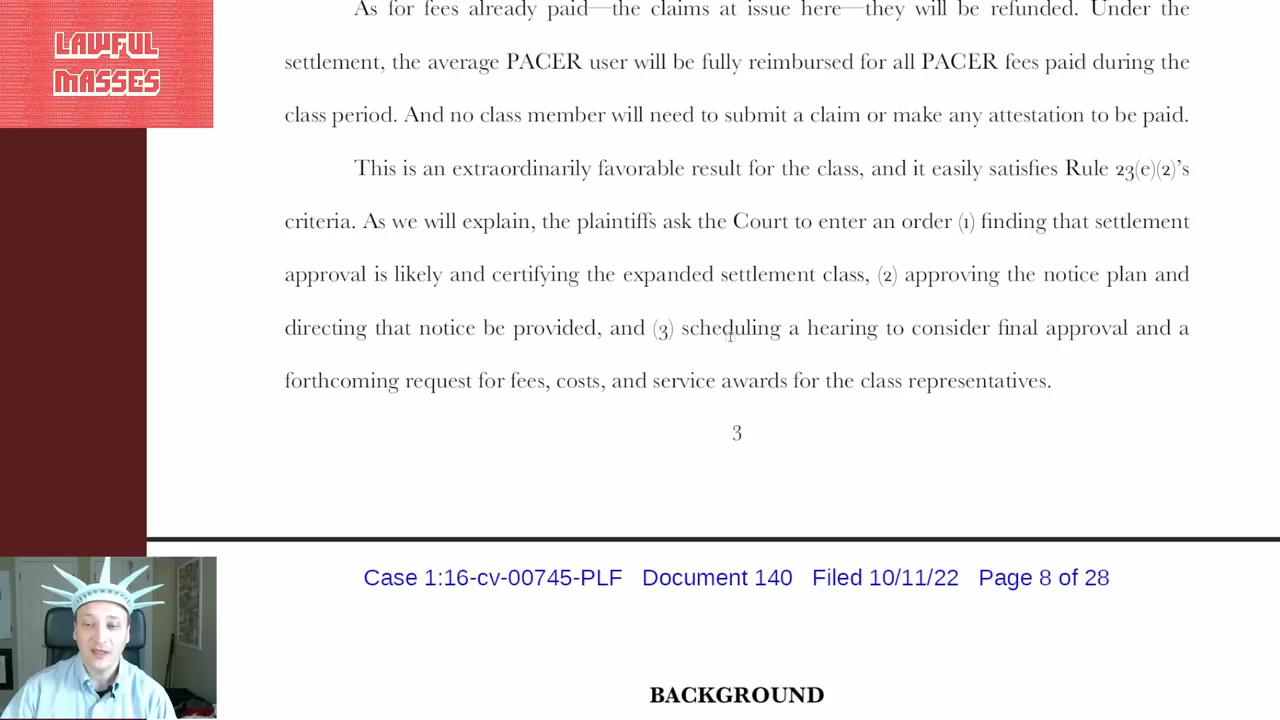 LAWFUL
MASSES
As for fees already paid—the claims at issue here—they will be refunded. Under the
settlement, the average PACER user will be fully reimbursed for all PACER fees paid during the
class period. And no class member will need to submit a claim or make any attestation to be paid.
This is an extraordinarily favorable result for the class, and it easily satisfies Rule 23(e)(2)’s
criteria. As we will explain, the plaintiffs ask the Court to enter an order (1) finding that settlement
approval is likely and certifying the expanded settlement class, (2) approving the notice plan and
directing that notice be provided, and (3) scheduling a hearing to consider final approval and a
forthcoming request for fees, costs, and service awards for the class representatives.
3
Case 1:16-cv-00745-PLF Document 140 Filed 10/11/22 Page 8 of 28
BACKGROUND